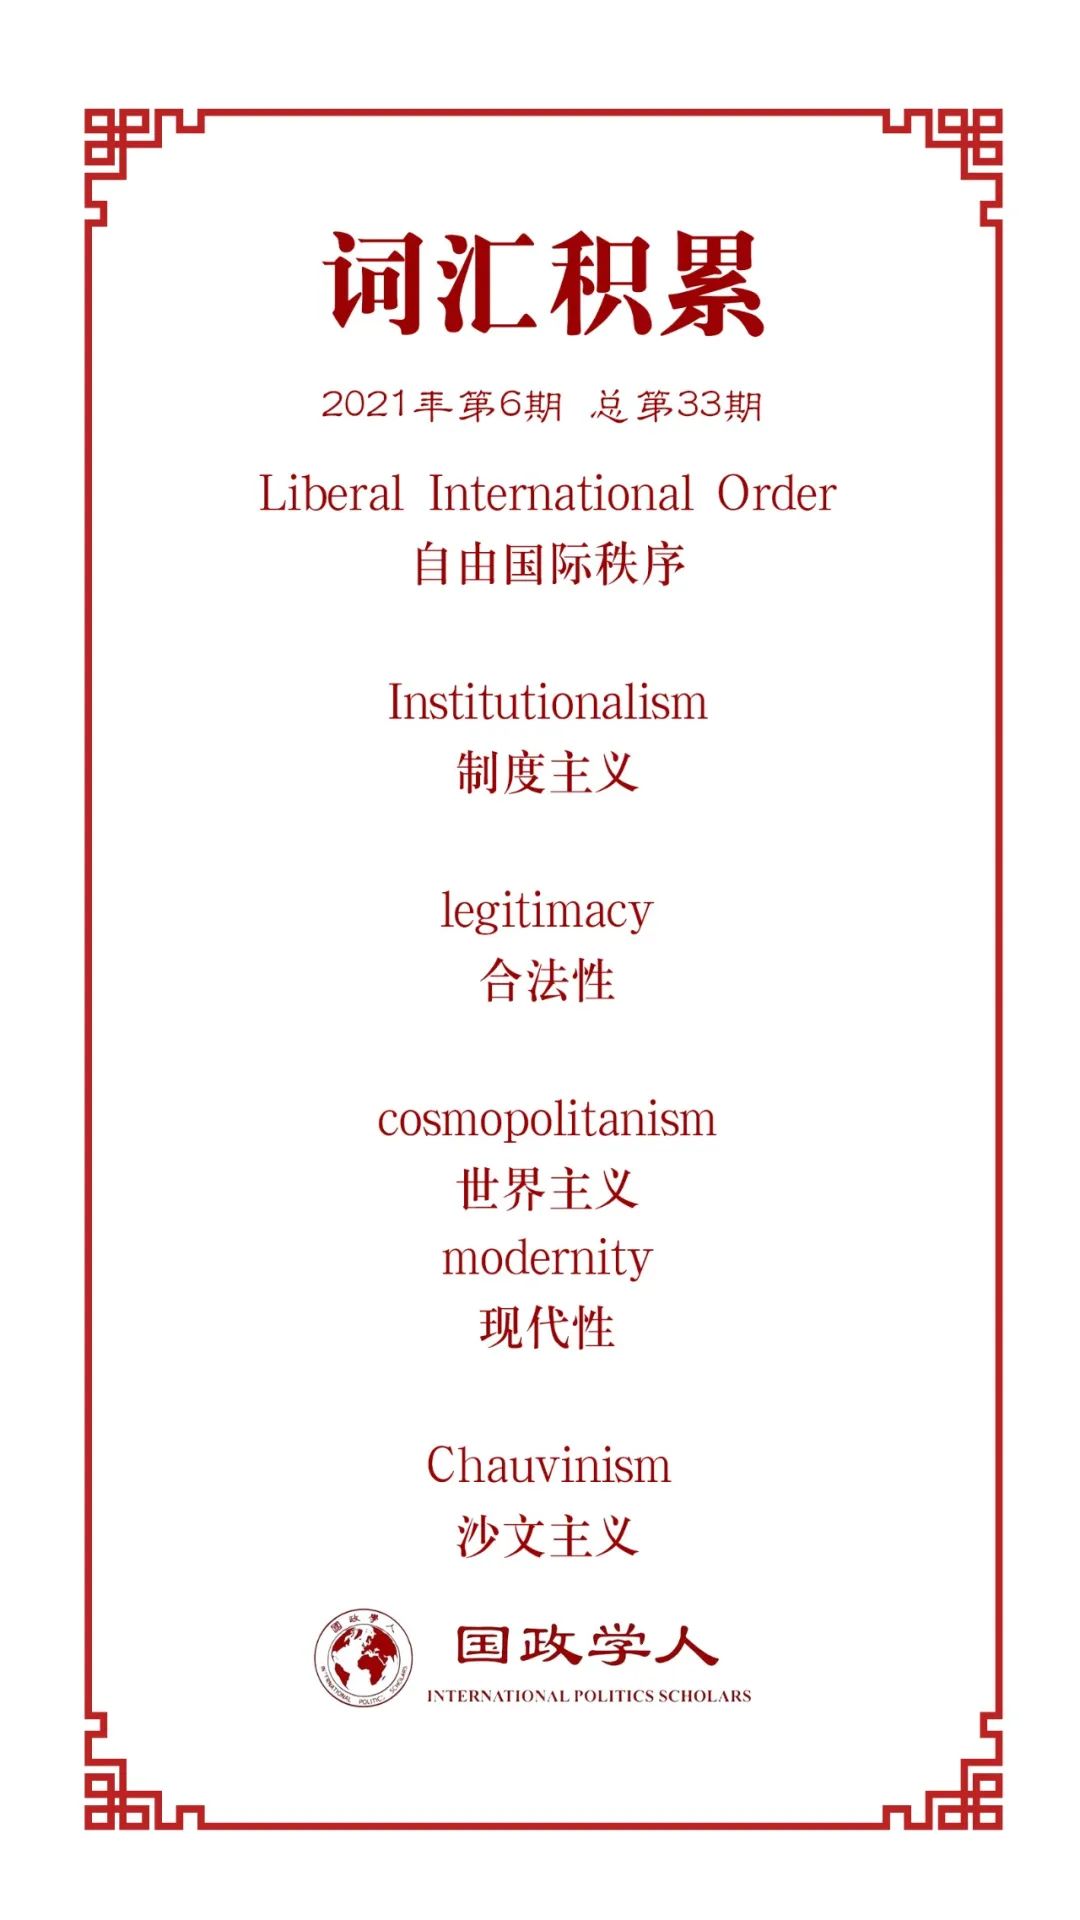 词汇积累
2021年第6期 总第33期
Liberal International Order
自由国际秩序
Institutionalism
制度主义
legitimacy
合法性
cosmopolitanism
世界主义
modernity
现代性
Chauvinism
沙文主义
國政學人
INTERNATIONAL POLITICS SCHOLARS
国政学人
INTERNATIONAL POLITICS SCHOLARS